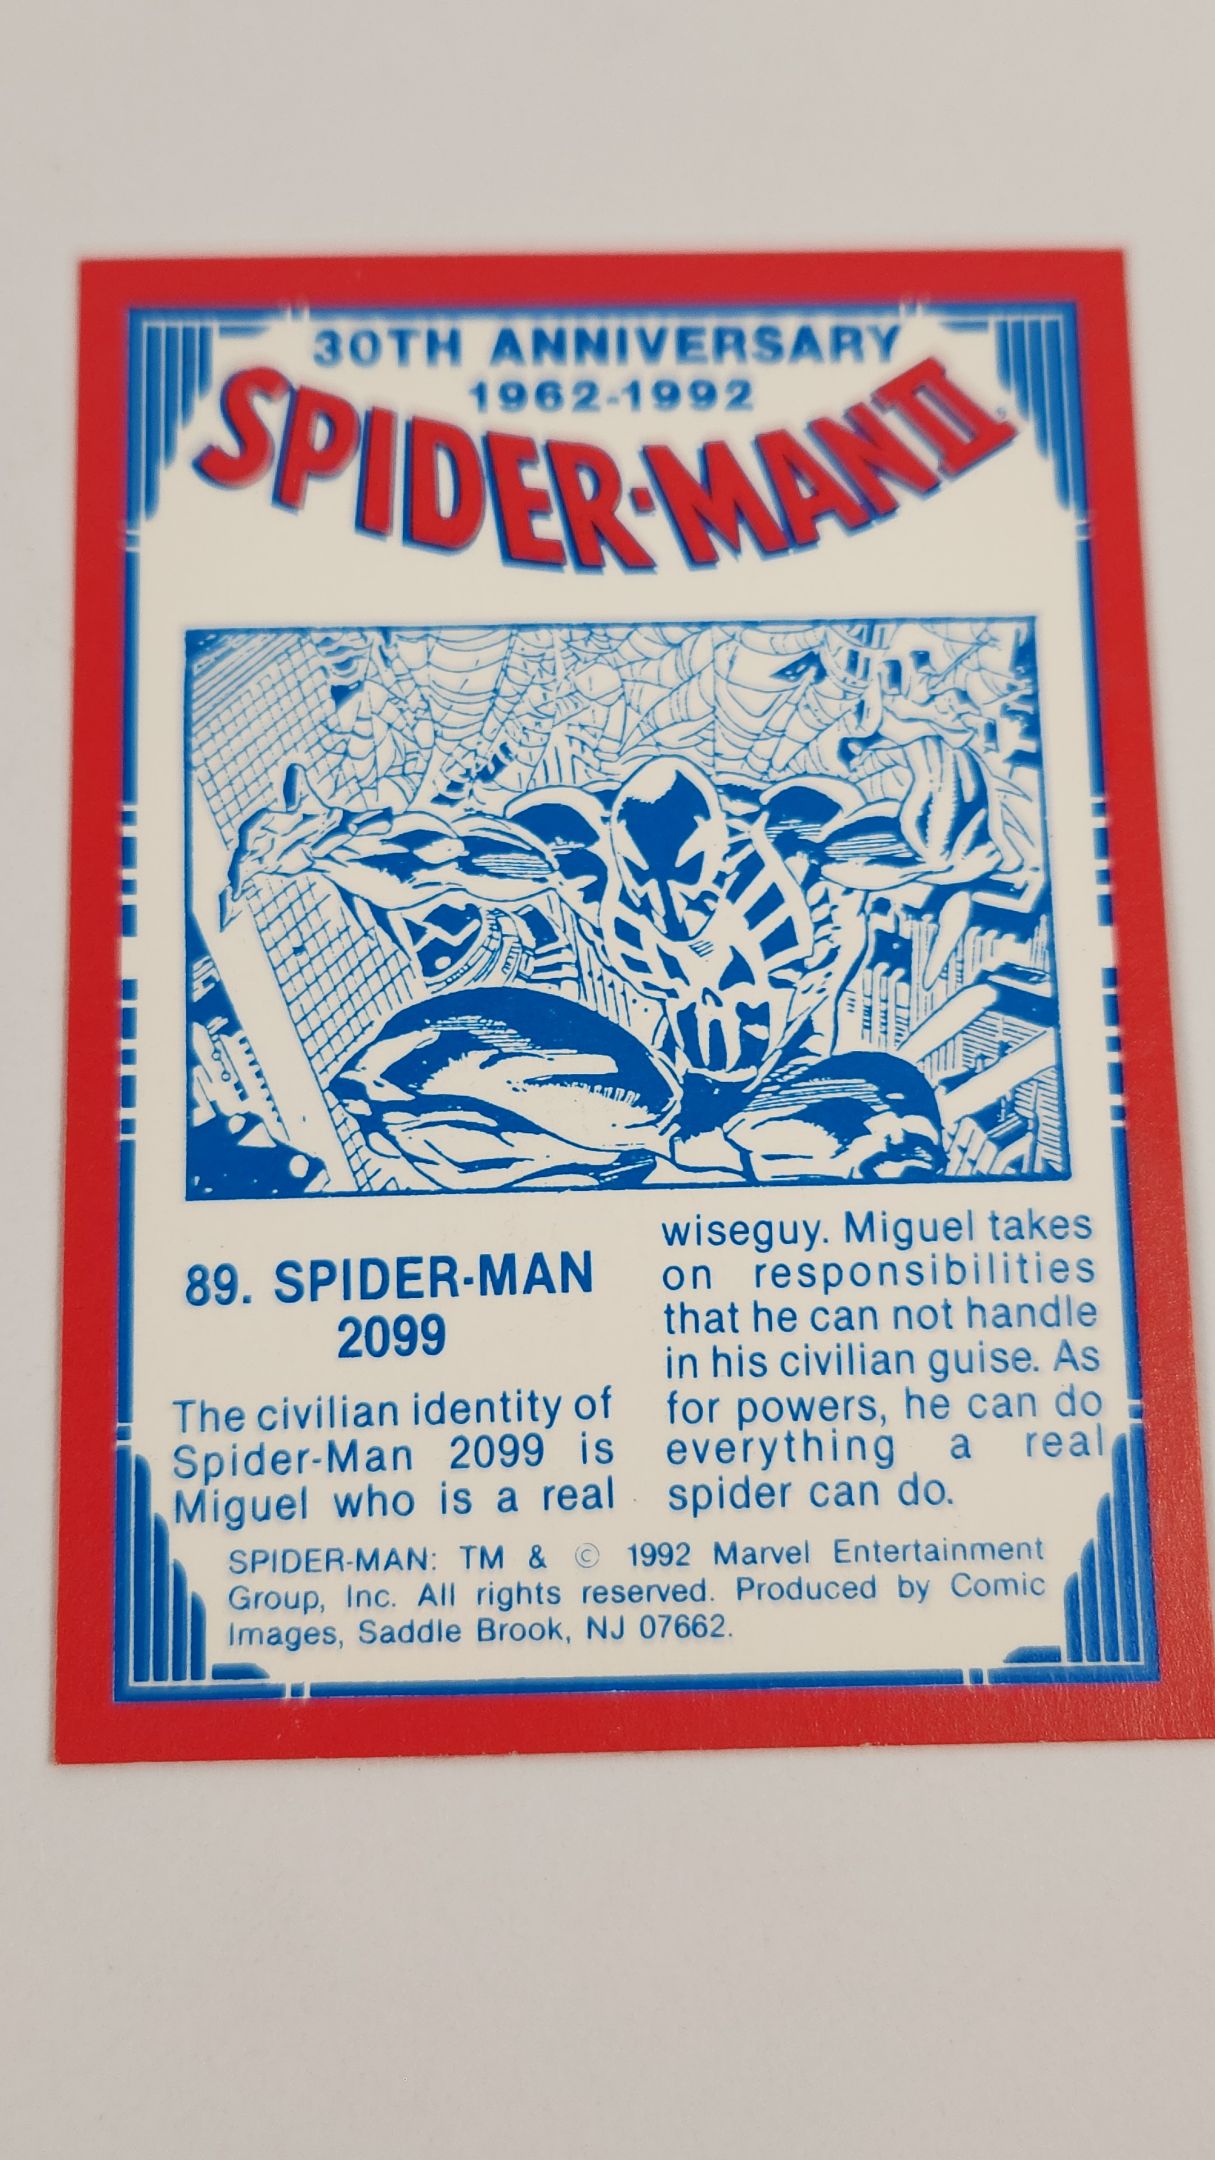 30TH ANNIVERSARY
1962-1992
SPIDER-MAN II
89. SPIDER-MAN
2099
The civilian identity of
Spider-Man 2099 is
Miguel who is a real
wiseguy. Miguel takes
on responsibilities
that he can not handle
in his civilian guise. As
for powers, he can do
everything a real
spider can do.
SPIDER-MAN: TM & © 1992 Marvel Entertainment
Group, Inc. All rights reserved. Produced by Comic
Images, Saddle Brook, NJ 07662.